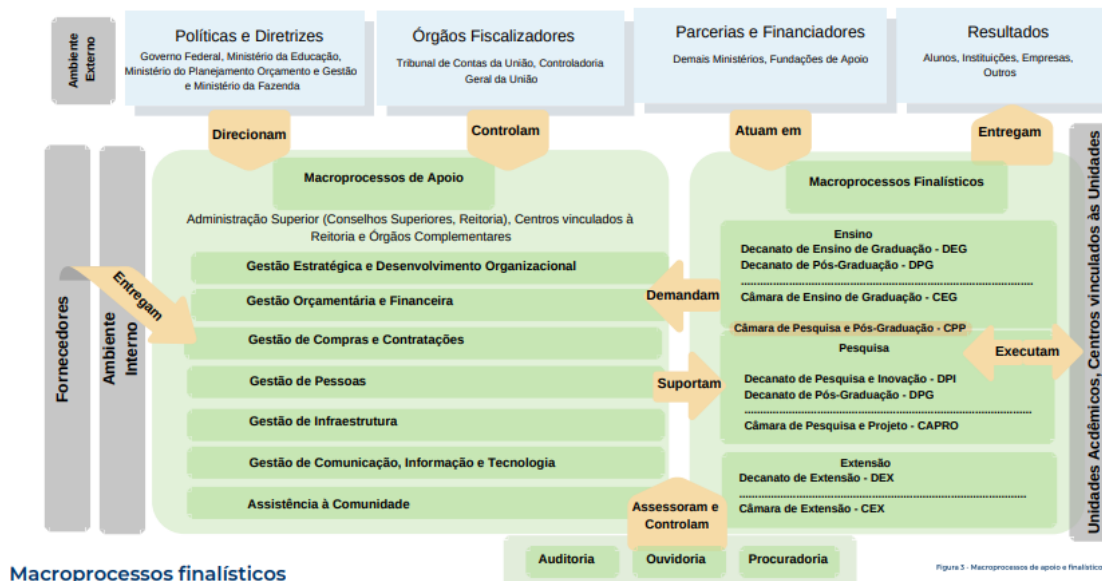 Ambiente
Externo
Políticas e Diretrizes
Governo Federal, Ministério da Educação,
Ministério do Planejamento Orçamento e Gestão
e Ministério da Fazenda
Órgãos Fiscalizadores
Tribunal de Contas da União, Controladoria
Geral da União
Parcerias e Financiadores
Demais Ministérios, Fundações de Apoio
Resultados
Alunos, Instituições, Empresas,
Outros
Direcionam
Controlam
Atuam em
Entregam
Fornecedores
Ambiente
Interno
Entregam
Macroprocessos de Apoio
Administração Superior (Conselhos Superiores, Reitoria), Centros vinculados à
Reitoria e Órgãos Complementares
Gestão Estratégica e Desenvolvimento Organizacional
Gestão Orçamentária e Financeira
Gestão de Compras e Contratações
Gestão de Pessoas
Gestão de Infraestrutura
Gestão de Comunicação, Informação e Tecnologia
Assistência à Comunidade
Demandam
Suportam
Assessoram e
Controlam
Macroprocessos Finalísticos
Ensino
Decanato de Ensino de Graduação - DEG
Decanato de Pós-Graduação - DPG
Câmara de Ensino de Graduação - CEG
Câmara de Pesquisa e Pós-Graduação - CPP
Pesquisa
Decanato de Pesquisa e Inovação - DPI
Decanato de Pós-Graduação - DPG
Câmara de Pesquisa e Projeto - CAPRO
Extensão
Decanato de Extensão - DEX
Câmara de Extensão - CEX
Executam
Unidades Acdêmicos, Centros vinculados às Unidades
Auditoria
Ouvidoria
Procuradoria
Figura 3 - Macroprocessos de apoio e finalístico
Macroprocessos finalísticos